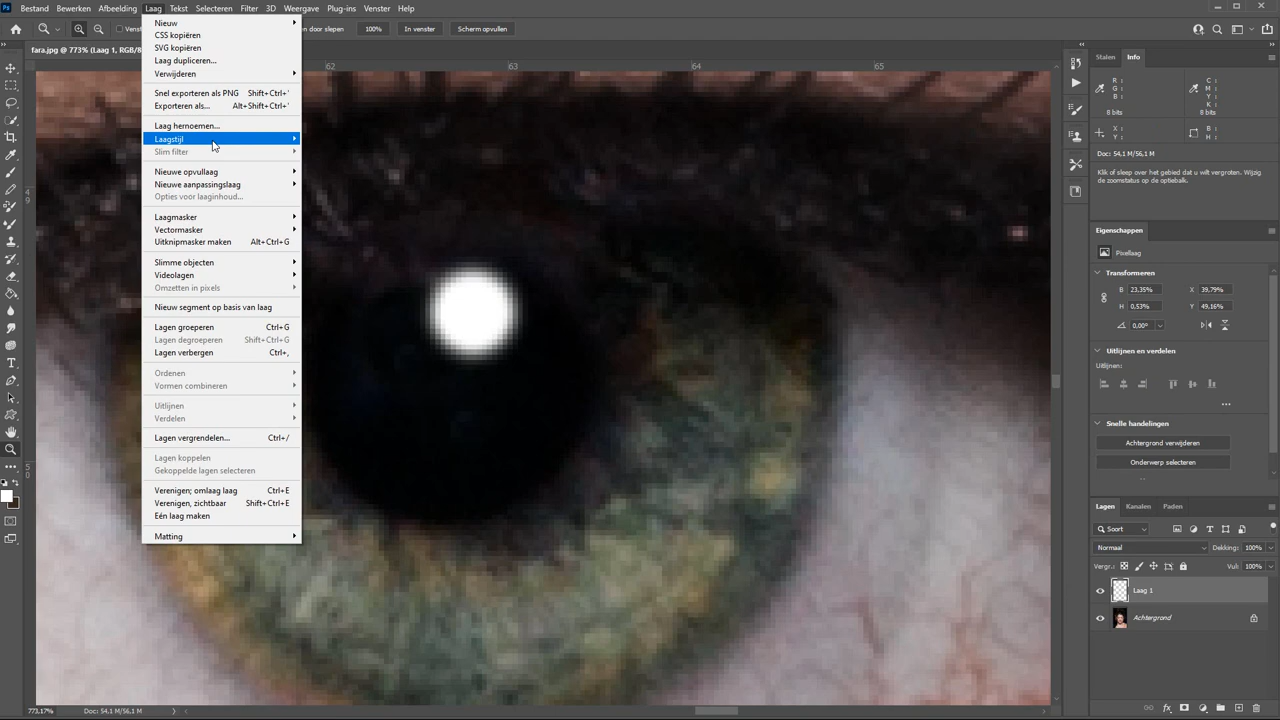 Ps Bestand Bewerken Afbeelding Laag Tekst Selecteren Filter 3D Weergave Plug-ins Venster Help
door slepen 100% In venster Scherm opvullen
fara.jpg @ 773% (Laag 1, RGB/8
62 63 64 65
Nieuw
CSS kopiëren
SVG kopiëren
Laag dupliceren...
Verwijderen
Snel exporteren als PNG Shift+Ctrl+'
Exporteren als... Alt+Shift+Ctrl+'
Laag hernoemen...
Laagstijl
Slim filter
Nieuwe opvullaag
Nieuwe aanpassingslaag
Opties voor laaginhoud...
Laagmasker
Vectormasker
Uitknipmasker maken Alt+Ctrl+G
Slimme objecten
Videolagen
Omzetten in pixels
Nieuw segment op basis van laag
Lagen groeperen Ctrl+G
Lagen degroeperen Shift+Ctrl+G
Lagen verbergen Ctrl+,
Ordenen
Vormen combineren
Uitlijnen
Verdelen
Lagen vergrendelen... Ctrl+/
Lagen koppelen
Gekoppelde lagen selecteren
Verenigen; omlaag laag Ctrl+E
Verenigen, zichtbaar Shift+Ctrl+E
Eén laag maken
Matting
Stalen Info
R : C :
G : M :
B : Y :
K :
8 bits 8 bits
X : B :
Y : H :
Doc: 54,1 M/56,1 M
Klik of sleep over het gebied dat u wilt vergroten. Wijzig de zoomstatus op de optiebalk.
Eigenschappen
Pixellaag
Transformeren
B 23,35% X 39,79%
H 0,53% Y 49,16%
0,00°
Uitlijnen en verdelen
Uitlijnen:
Snelle handelingen
Achtergrond verwijderen
Onderwerp selecteren
Lagen Kanalen Paden
Soort
Normaal Dekking: 100%
Vergr.: Vul: 100%
Laag 1
Achtergrond
773,17% Doc: 54,1 M/56,1 M